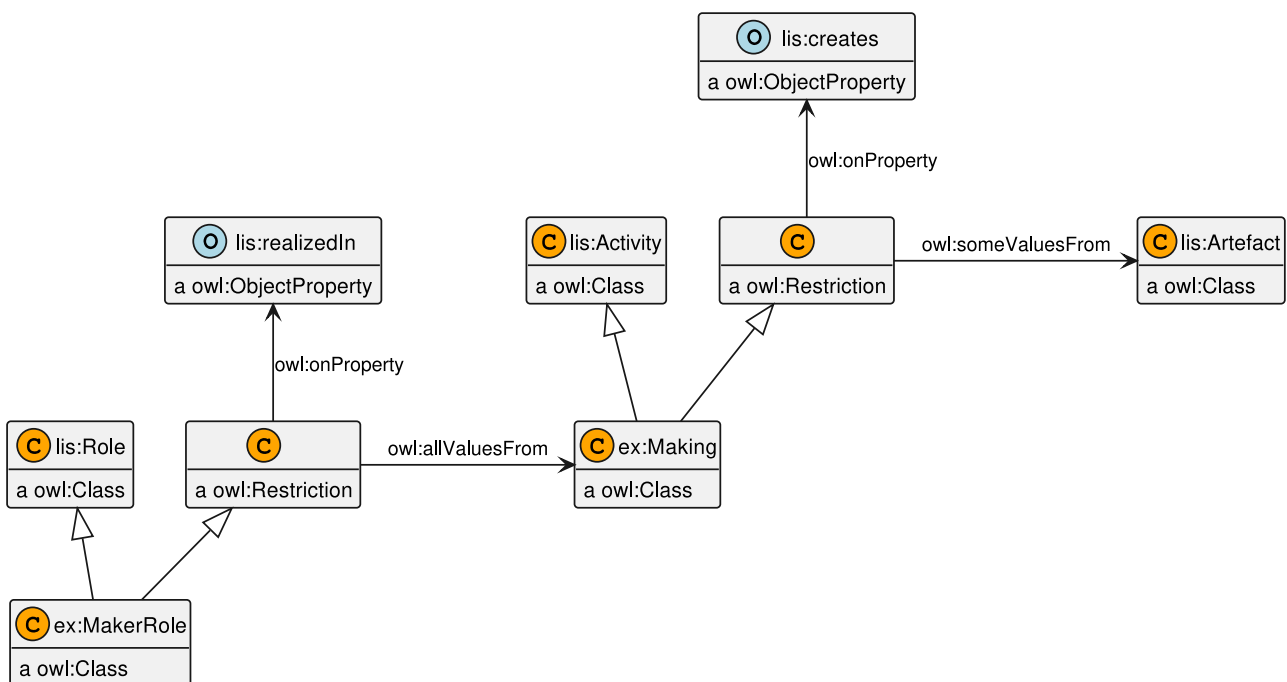 O lis:creates
a owl:ObjectProperty
owl:onProperty
O lis:realizedIn
a owl:ObjectProperty
C lis:Activity
a owl:Class
C
a owl:Restriction
owl:someValuesFrom
C lis:Artefact
a owl:Class
owl:onProperty
C lis:Role
a owl:Class
C
a owl:Restriction
owl:allValuesFrom
C ex:Making
a owl:Class
C ex:MakerRole
a owl:Class